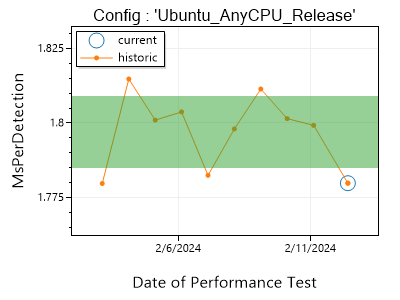 Config : 'Ubuntu_AnyCPU_Release'
current
historic
1.825
1.8
1.775
MsPerDetection
2/6/2024
2/11/2024
Date of Performance Test